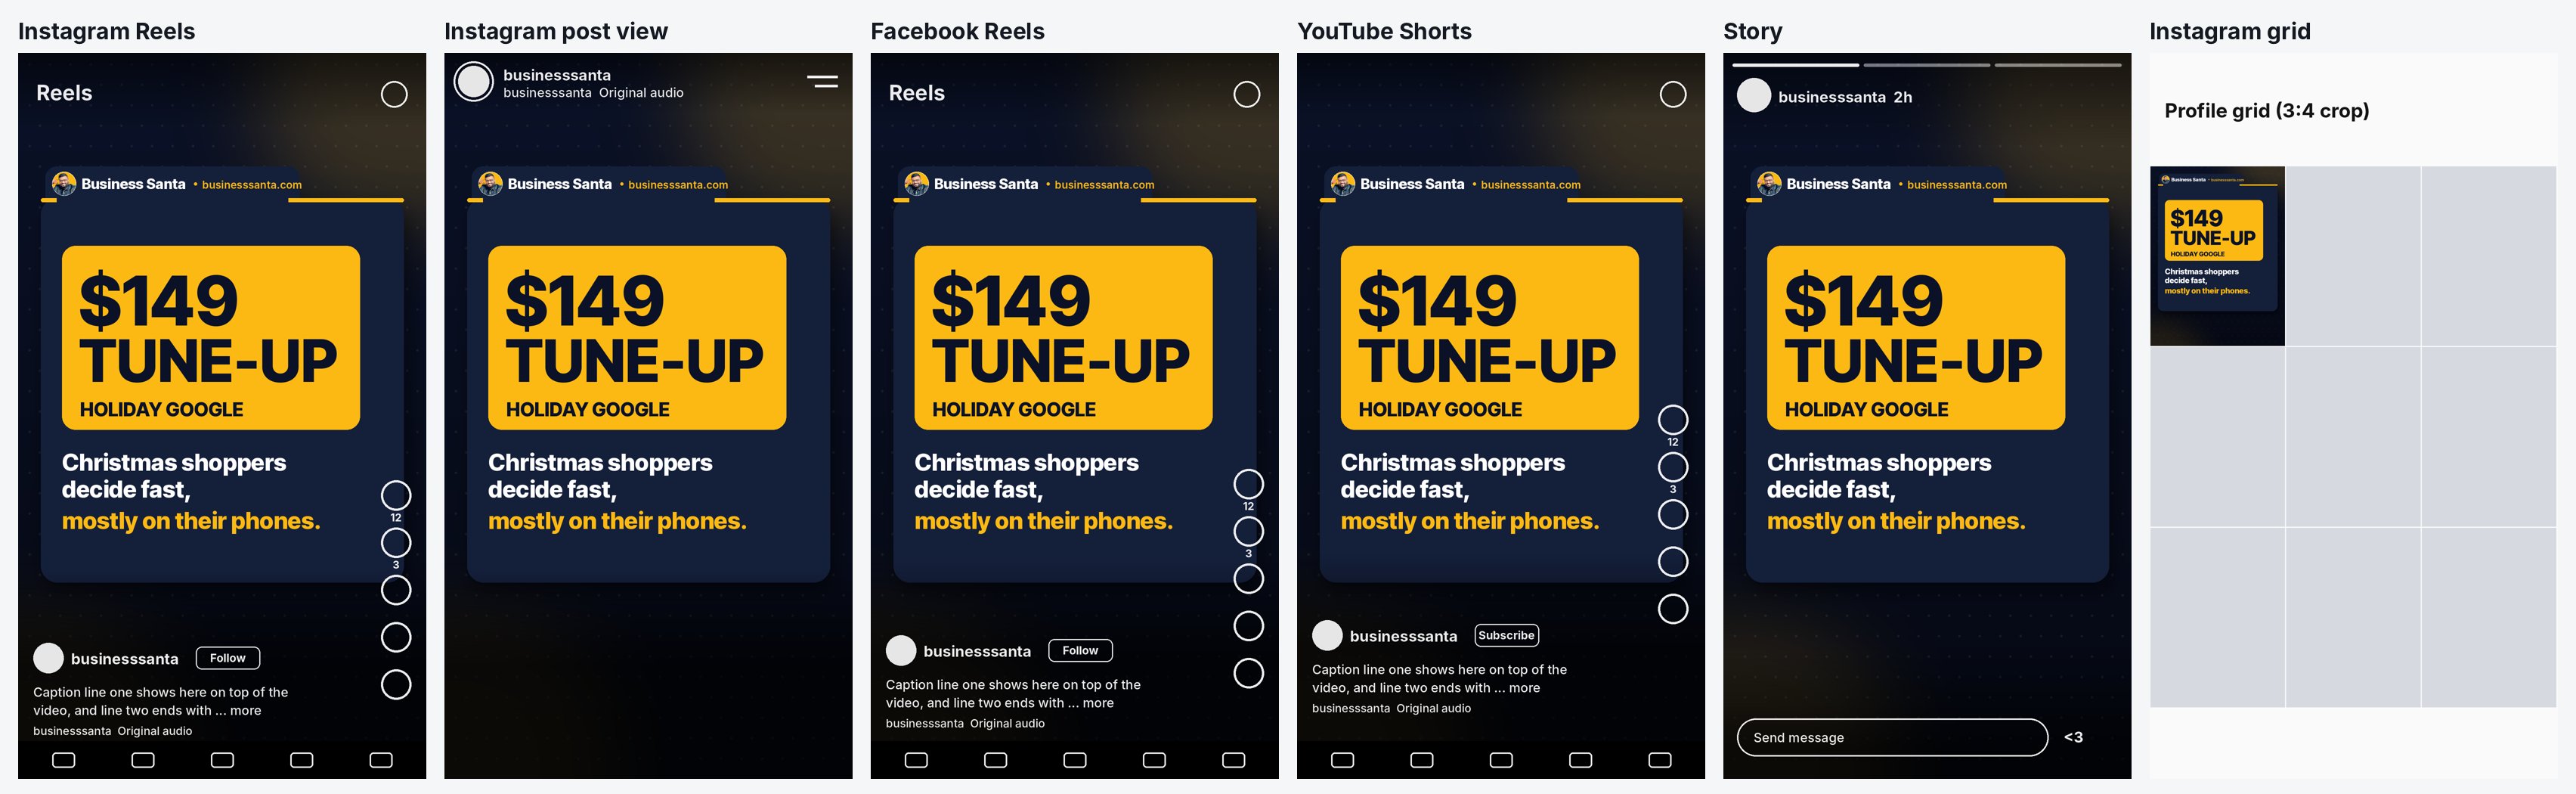 Instagram Reels
Reels
Business Santa • businesssanta.com
$149
TUNE-UP
HOLIDAY GOOGLE
Christmas shoppers
decide fast,
mostly on their phones.
12
3
businesssanta Follow
Caption line one shows here on top of the
video, and line two ends with ... more
businesssanta Original audio
Instagram post view
businesssanta
businesssanta Original audio
Business Santa • businesssanta.com
$149
TUNE-UP
HOLIDAY GOOGLE
Christmas shoppers
decide fast,
mostly on their phones.
Facebook Reels
Reels
Business Santa • businesssanta.com
$149
TUNE-UP
HOLIDAY GOOGLE
Christmas shoppers
decide fast,
mostly on their phones.
12
3
businesssanta Follow
Caption line one shows here on top of the
video, and line two ends with ... more
businesssanta Original audio
YouTube Shorts
Business Santa • businesssanta.com
$149
TUNE-UP
HOLIDAY GOOGLE
Christmas shoppers
decide fast,
mostly on their phones.
12
3
businesssanta Subscribe
Caption line one shows here on top of the
video, and line two ends with ... more
businesssanta Original audio
Story
businesssanta 2h
Business Santa • businesssanta.com
$149
TUNE-UP
HOLIDAY GOOGLE
Christmas shoppers
decide fast,
mostly on their phones.
Send message <3
Instagram grid
Profile grid (3:4 crop)
Business Santa • businesssanta.com
$149
TUNE-UP
HOLIDAY GOOGLE
Christmas shoppers
decide fast,
mostly on their phones.